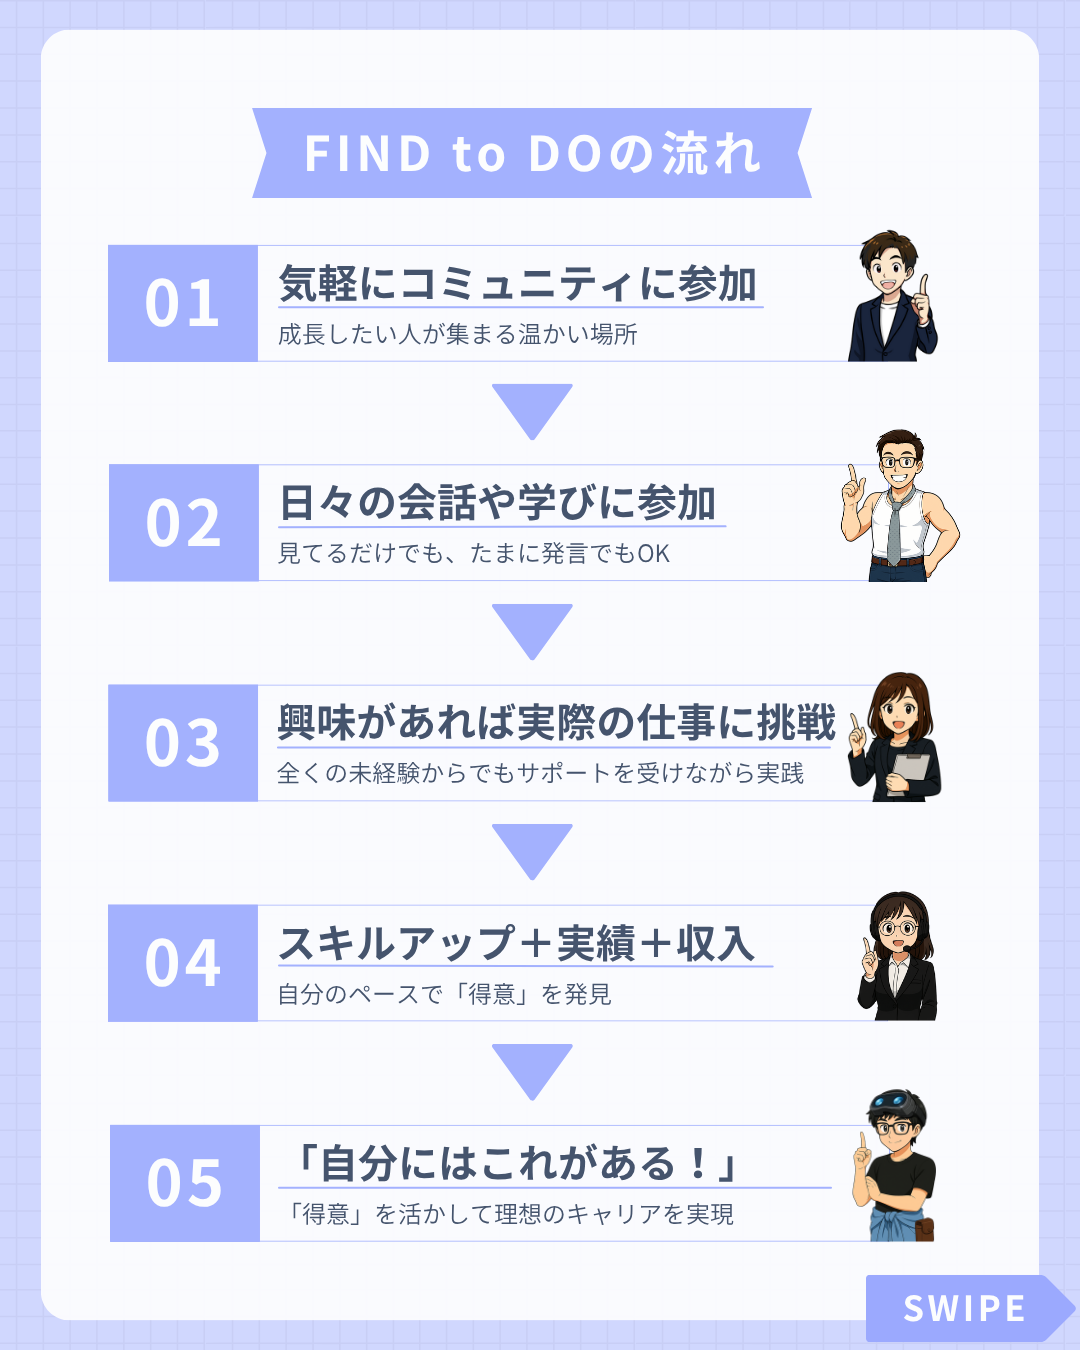 FIND to DOの流れ
01
気軽にコミュニティに参加
成長したい人が集まる温かい場所
02
日々の会話や学びに参加
見てるだけでも、たまに発言でもOK
03
興味があれば実際の仕事に挑戦
全くの未経験からでもサポートを受けながら実践
04
スキルアップ＋実績＋収入
自分のペースで「得意」を発見
05
「自分にはこれがある！」
「得意」を活かして理想のキャリアを実現
SWIPE